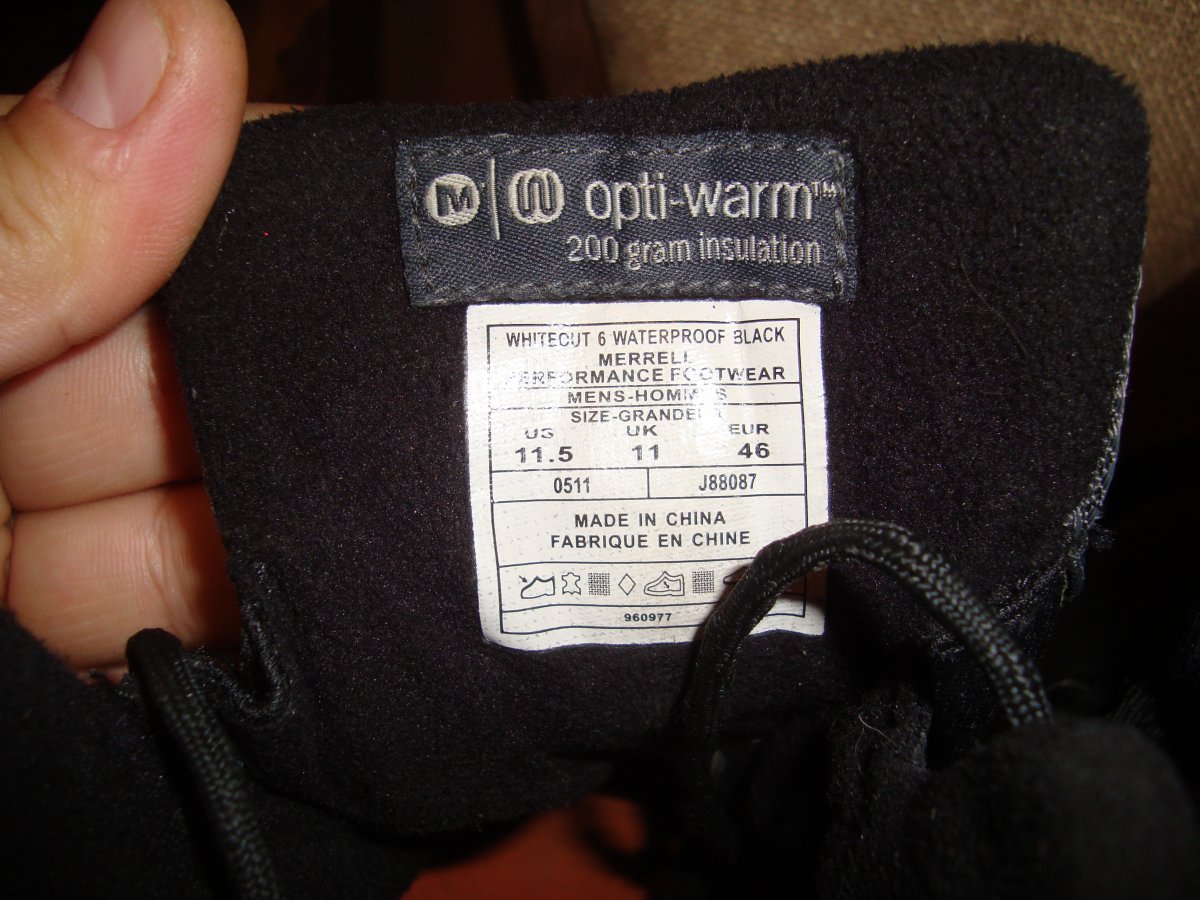 M opti-warm™
200 gram insulation
WHITEOUT 6 WATERPROOF BLACK
MERRELL
PERFORMANCE FOOTWEAR
MENS-HOMMES
SIZE-GRANDEUR
US UK EUR
11.5 11 46
0511 J88087
MADE IN CHINA
FABRIQUE EN CHINE
960977